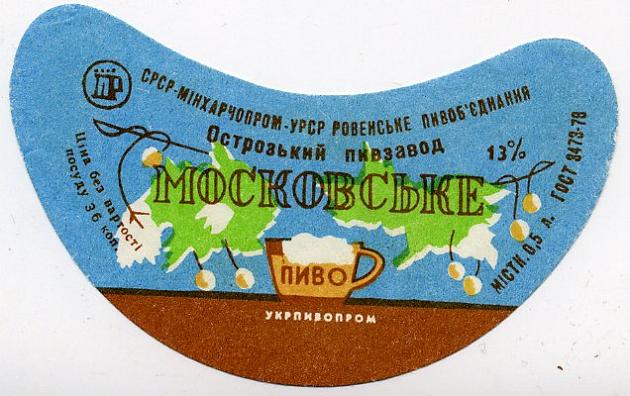 ПР
СРСР-МІНХАРЧОПРОМ-УРСР РОВЕНСЬКЕ ПИВОБ'ЄДНАННЯ
Острозький пивзавод 13%
МОСКОВСЬКЕ
Ціна без вартості
посуду 36 коп.
МІСТК. 0,5 л. ГОСТ 3473-78
ПИВО
УКРПИВОПРОМ